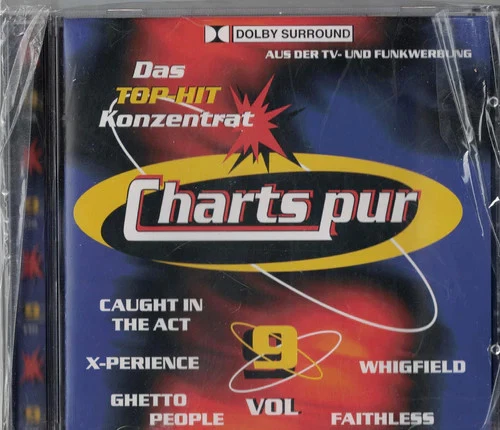 DOLBY SURROUND
AUS DER TV- UND FUNKWERBUNG
Das
TOP-HIT
Konzentrat
Charts pur
CAUGHT IN
THE ACT
X-PERIENCE
GHETTO
PEOPLE
9
VOL.
WHIGFIELD
FAITHLESS